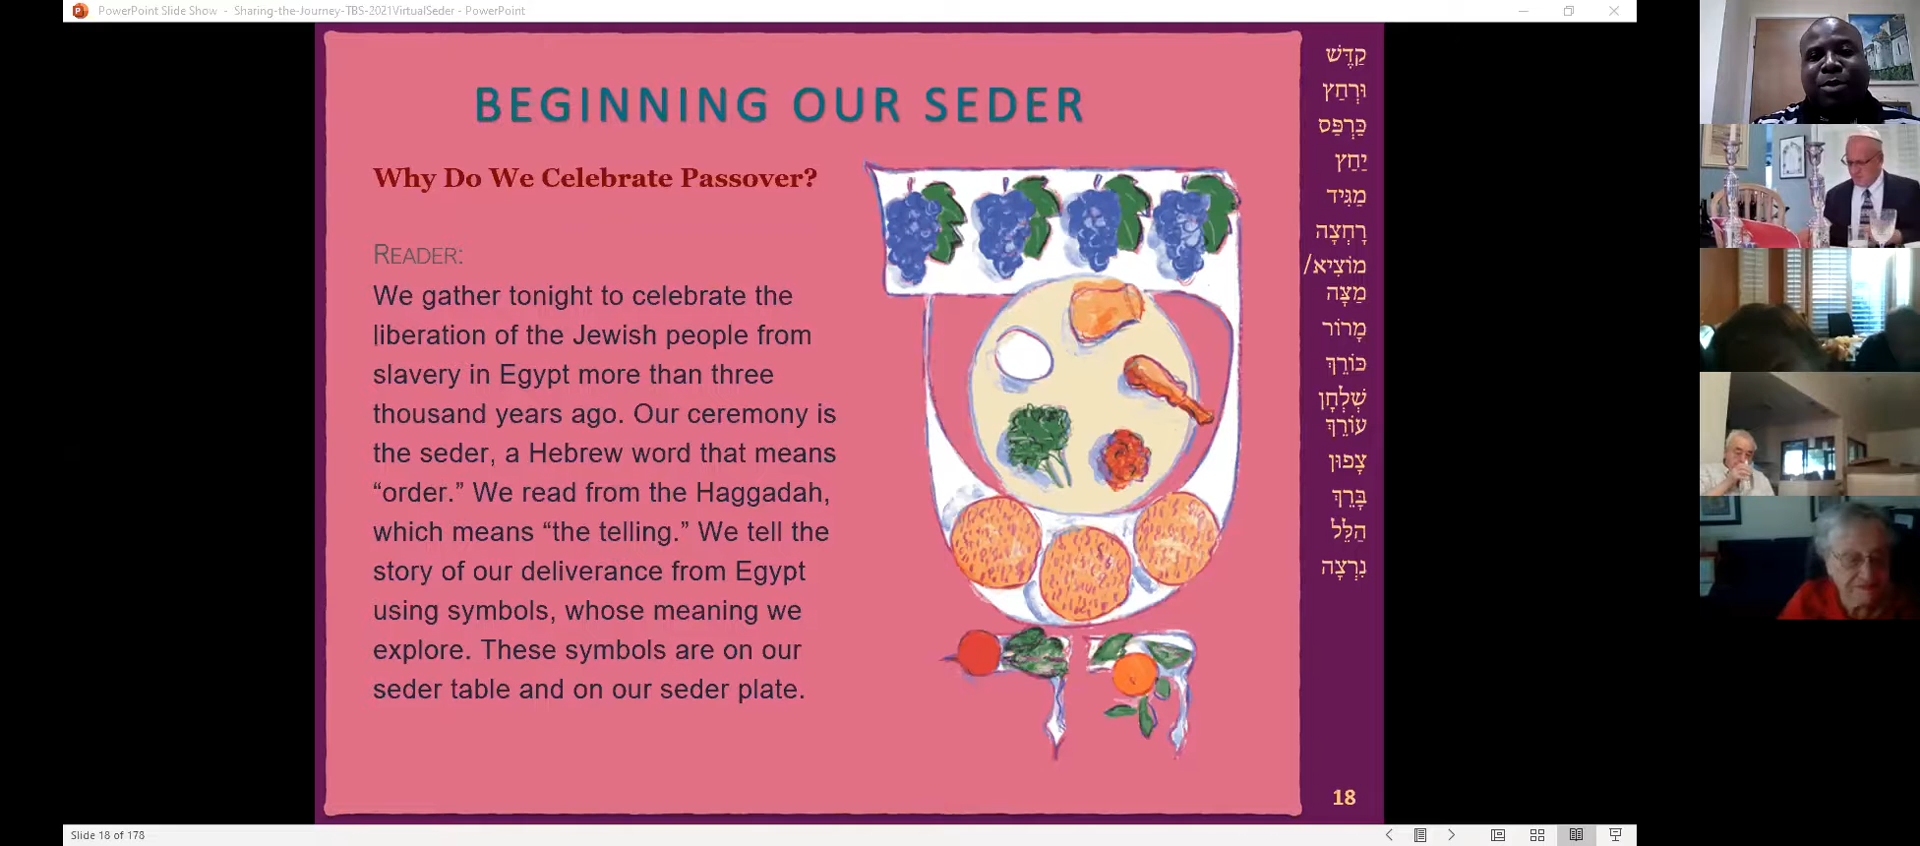 PowerPoint Slide Show - Sharing-the-Journey-TBS-2021VirtualSeder - PowerPoint
BEGINNING OUR SEDER
Why Do We Celebrate Passover?
READER:
We gather tonight to celebrate the
liberation of the Jewish people from
slavery in Egypt more than three
thousand years ago. Our ceremony is
the seder, a Hebrew word that means
“order.” We read from the Haggadah,
which means “the telling.” We tell the
story of our deliverance from Egypt
using symbols, whose meaning we
explore. These symbols are on our
seder table and on our seder plate.
קַדֵּשׁ
וּרְחַץ
כַּרְפַּס
יַחַץ
מַגִּיד
רָחְצָה
מוֹצִיא/
מַצָּה
מָרוֹר
כּוֹרֵךְ
שֻׁלְחָן
עוֹרֵךְ
צָפוּן
בָּרֵךְ
הַלֵּל
נִרְצָה
18
Slide 18 of 178